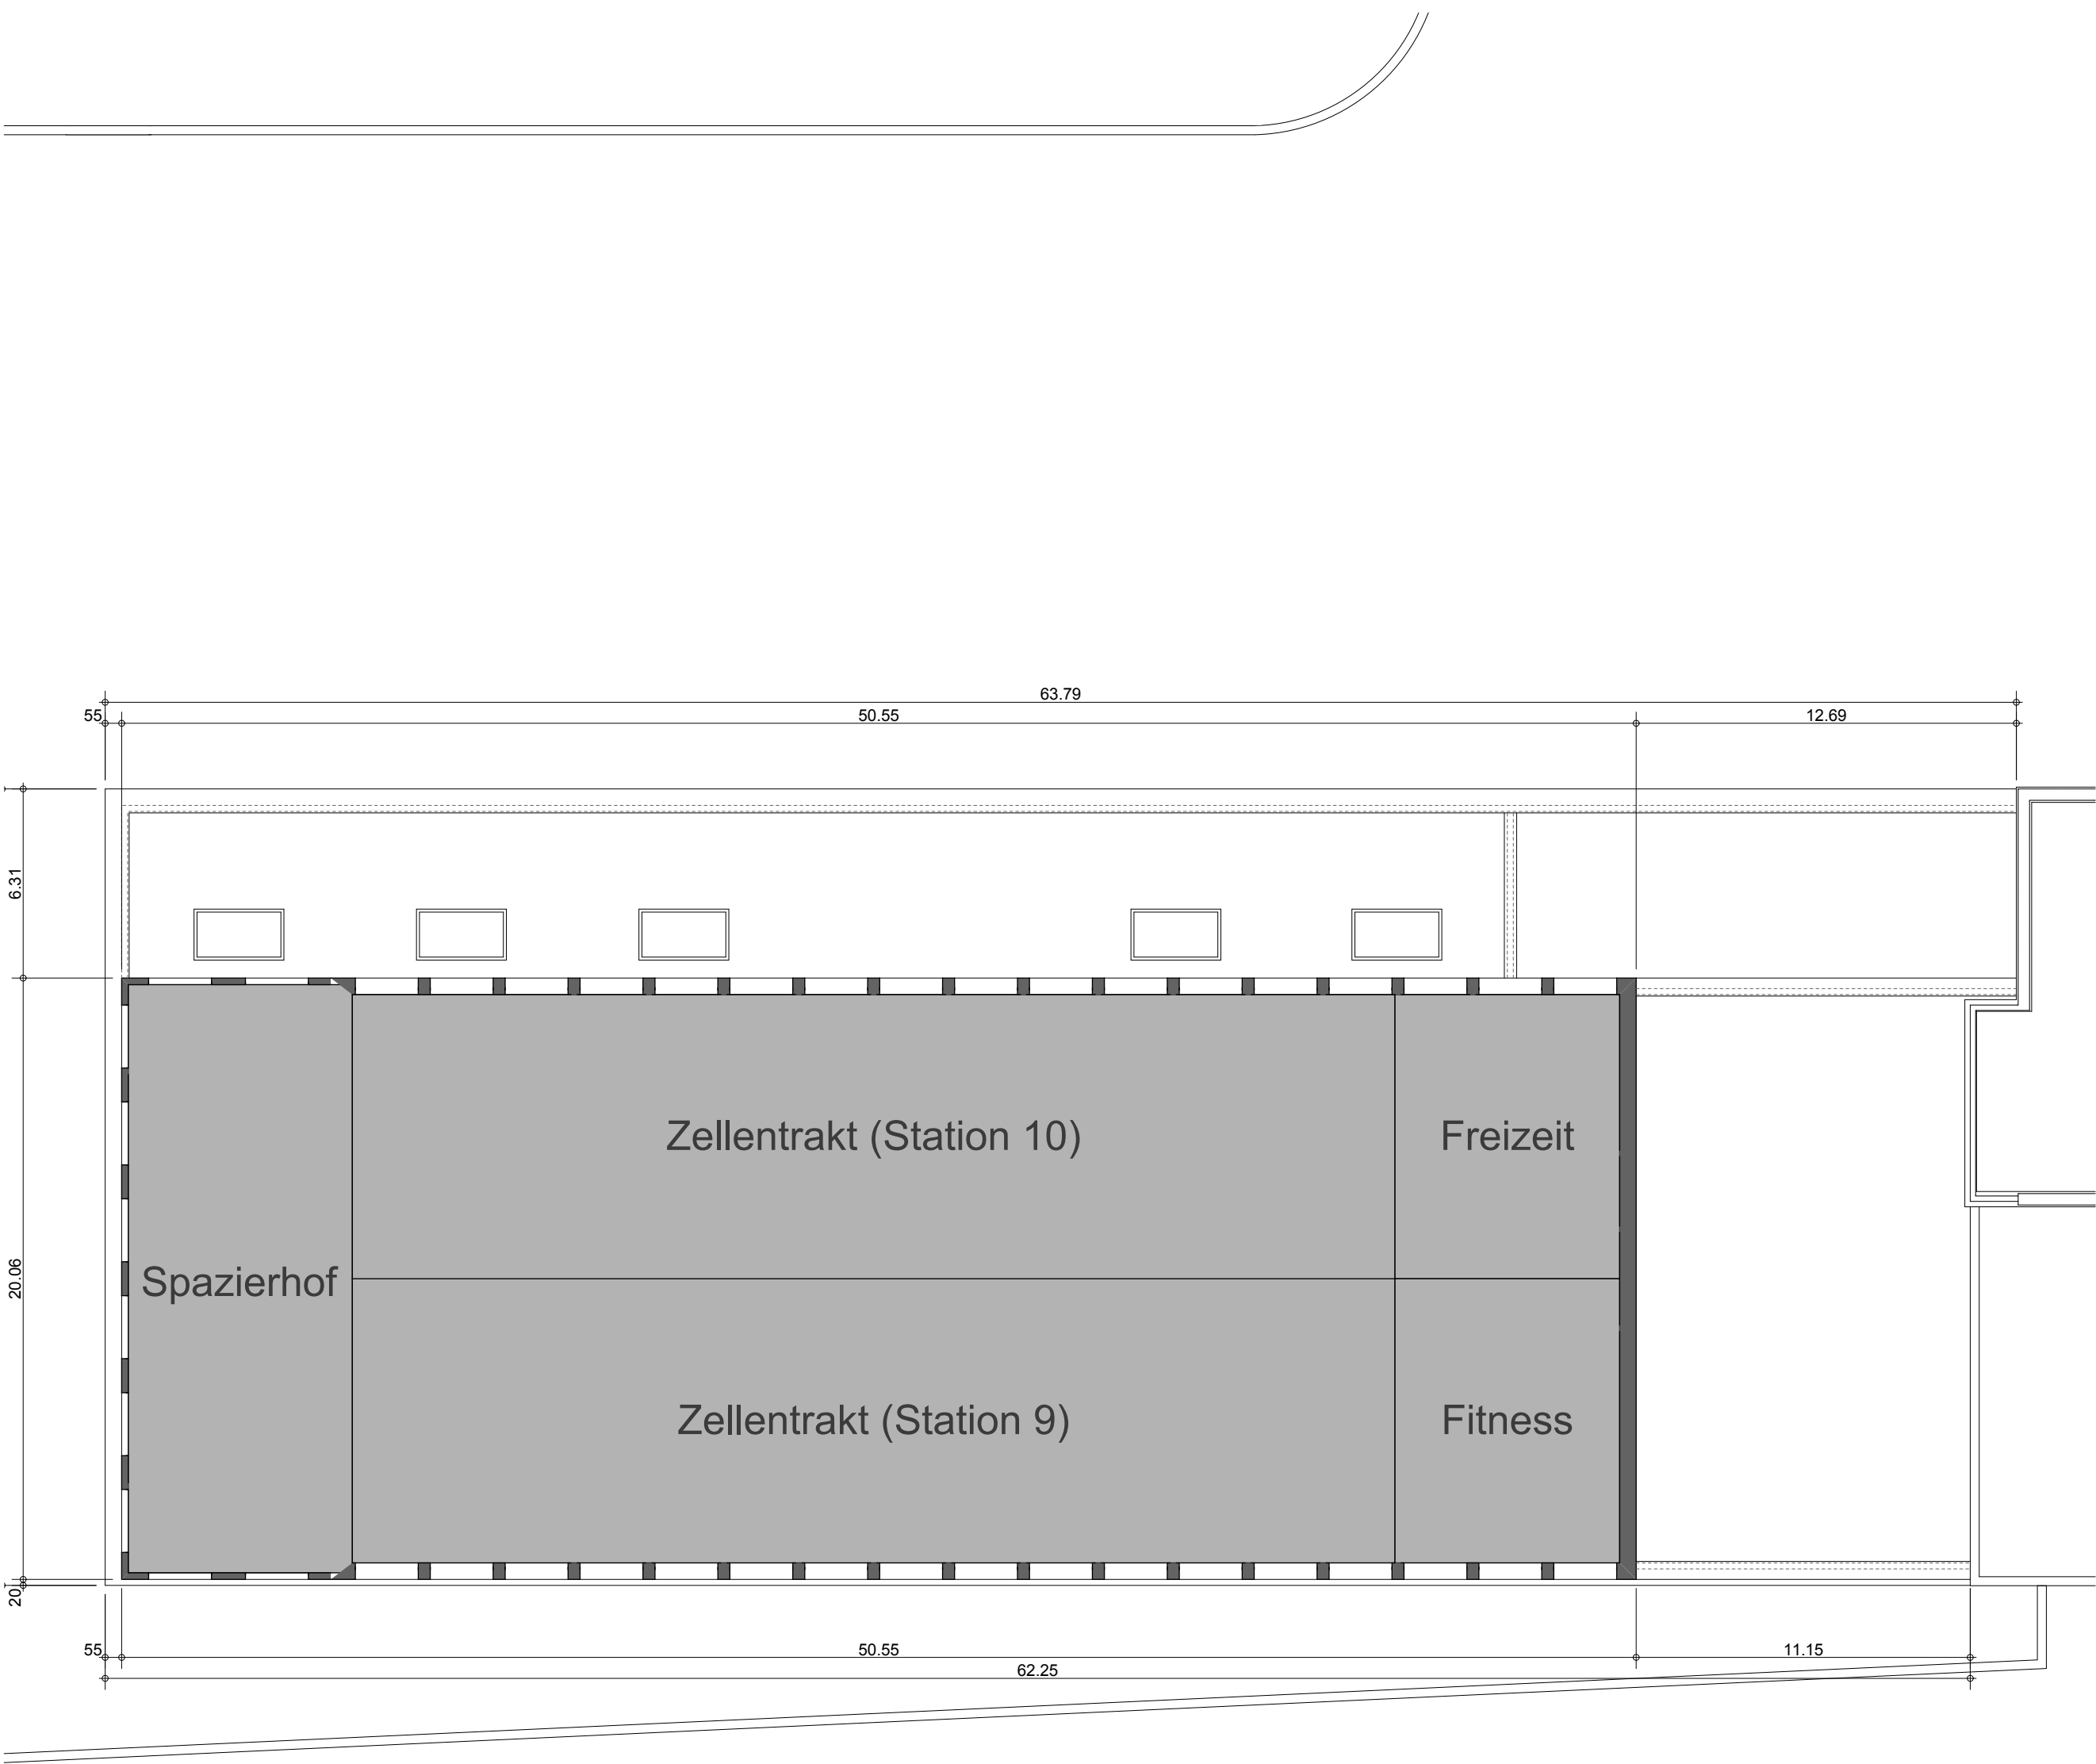 63.79
55
50.55
12.69
6.31
Zellentrakt (Station 10)
Freizeit
Spazierhof
20.06
Zellentrakt (Station 9)
Fitness
20
55
50.55
11.15
62.25